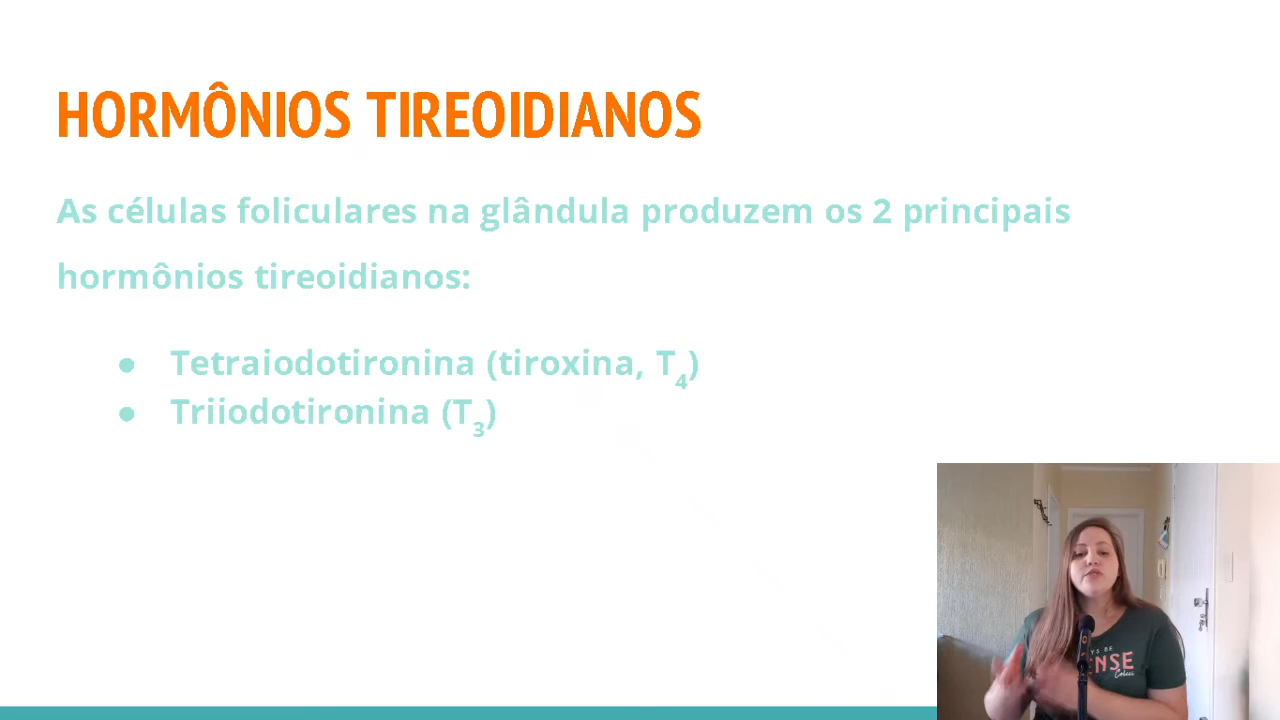 HORMÔNIOS TIREOIDIANOS
As células foliculares na glândula produzem os 2 principais
hormônios tireoidianos:
● Tetraiodotironina (tiroxina, T4)
● Triiodotironina (T3)